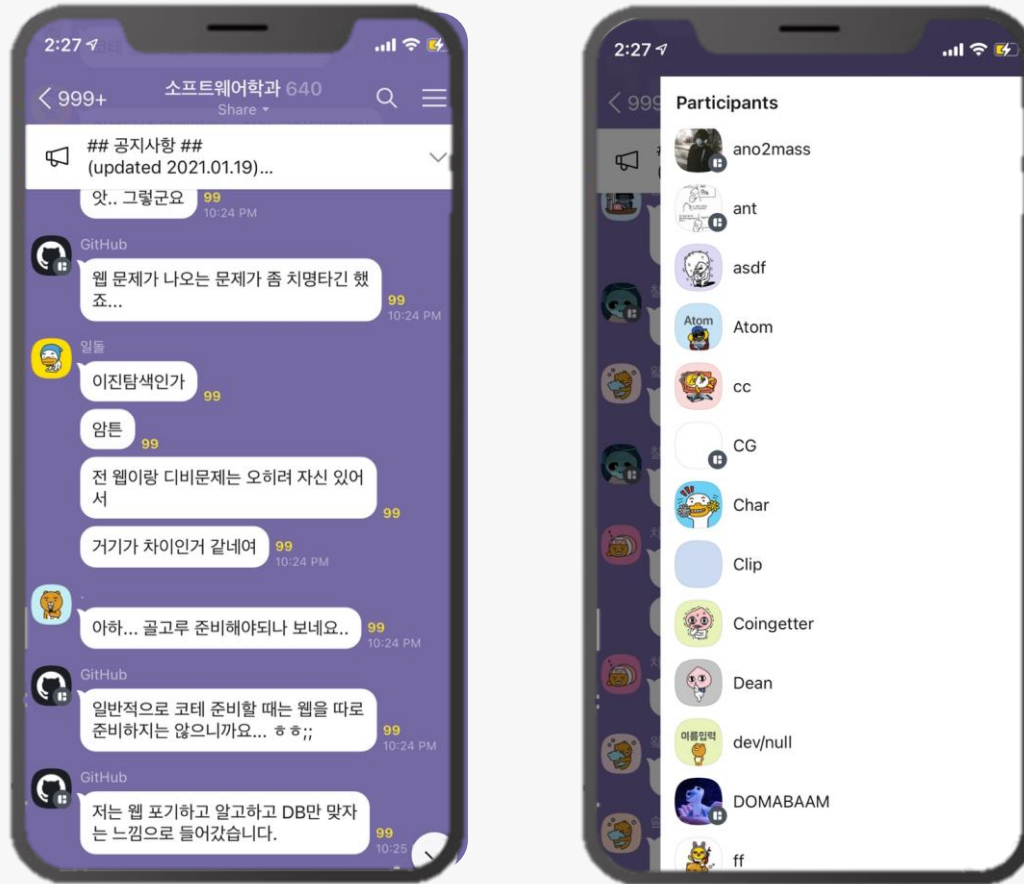 2:27
999+
소프트웨어학과 640
Share
## 공지사항 ##
(updated 2021.01.19)...
앗.. 그렇군요
99
10:24 PM
GitHub
웹 문제가 나오는 문제가 좀 치명타긴 했
죠...
99
10:24 PM
일돌
이진탐색인가
99
암튼
99
전 웹이랑 디비문제는 오히려 자신 있어
서
99
거기가 차이인거 같네여
99
10:24 PM
.
아하... 골고루 준비해야되나 보네요..
99
10:24 PM
GitHub
일반적으로 코테 준비할 때는 웹을 따로
준비하지는 않으니까요... ㅎㅎ;;
99
10:24 PM
GitHub
저는 웹 포기하고 알고하고 DB만 맞자
는 느낌으로 들어갔습니다.
99
10:25
2:27
999
Participants
ano2mass
ant
asdf
Atom
Atom
cc
CG
Char
Clip
Coingetter
Dean
이름입력
dev/null
DOMABAAM
ff